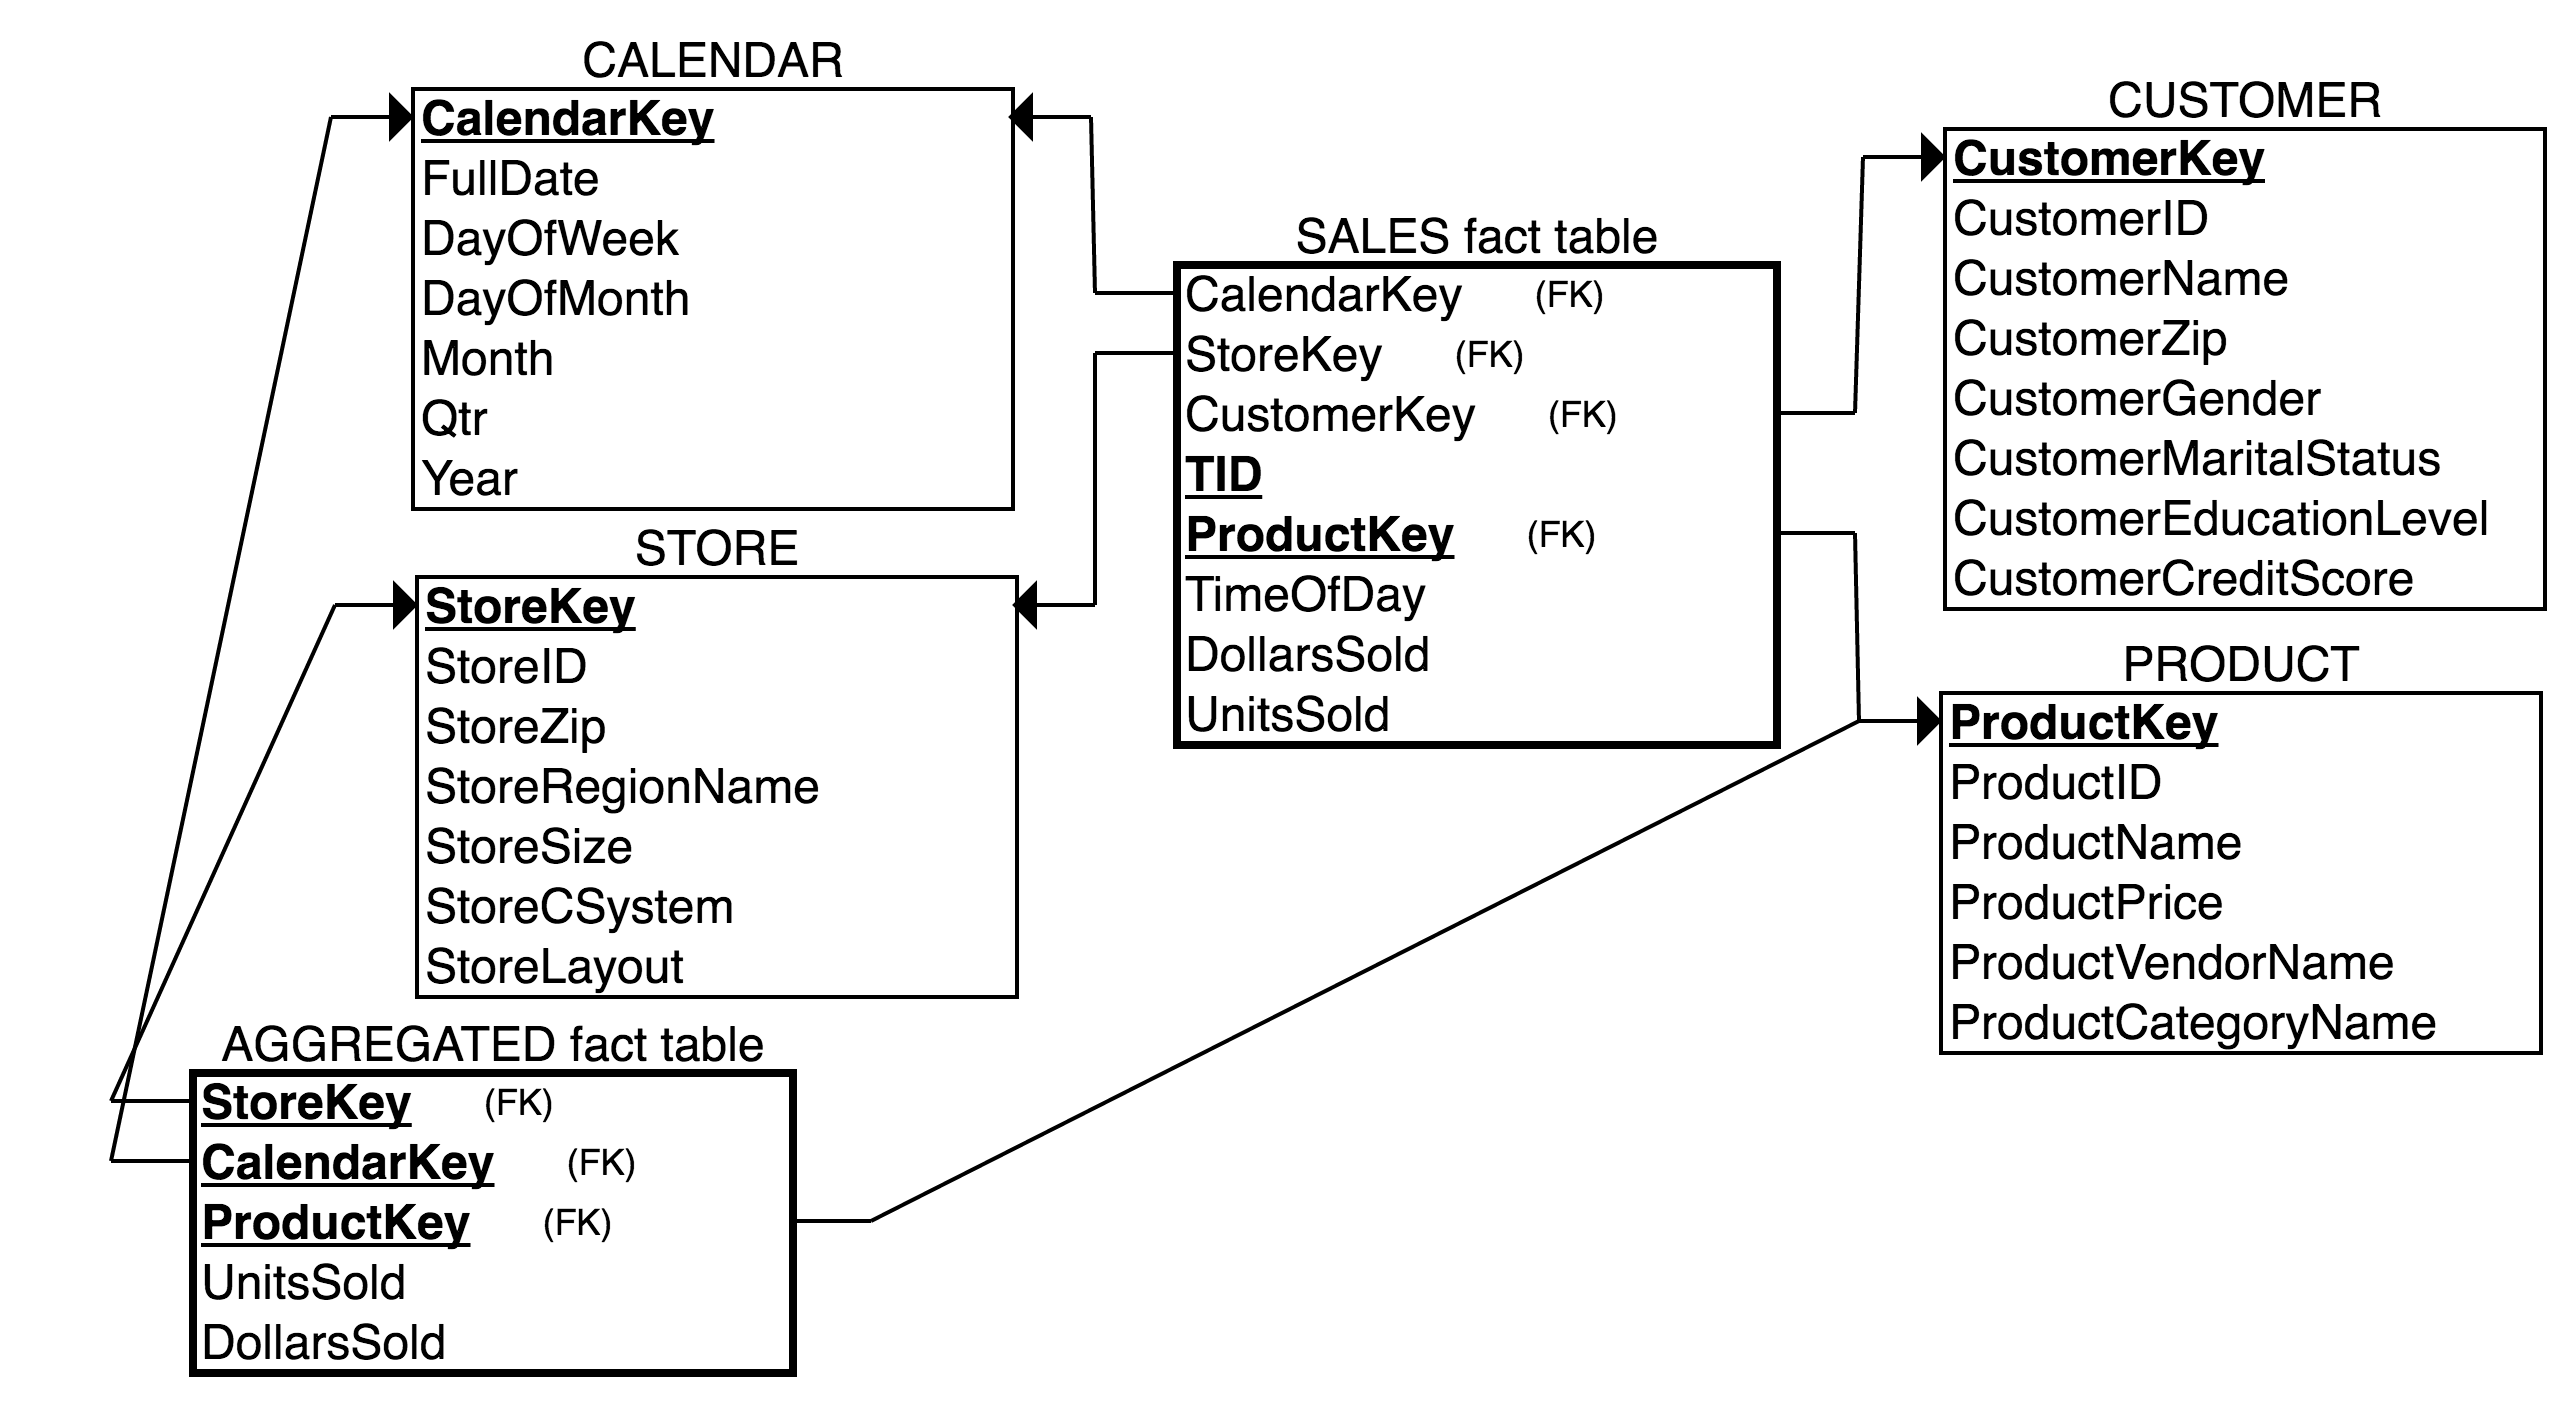 CALENDAR
CalendarKey
FullDate
DayOfWeek
DayOfMonth
Month
Qtr
Year
STORE
StoreKey
StoreID
StoreZip
StoreRegionName
StoreSize
StoreCSystem
StoreLayout
AGGREGATED fact table
StoreKey (FK)
CalendarKey (FK)
ProductKey (FK)
UnitsSold
DollarsSold
SALES fact table
CalendarKey (FK)
StoreKey (FK)
CustomerKey (FK)
TID
ProductKey (FK)
TimeOfDay
DollarsSold
UnitsSold
CUSTOMER
CustomerKey
CustomerID
CustomerName
CustomerZip
CustomerGender
CustomerMaritalStatus
CustomerEducationLevel
CustomerCreditScore
PRODUCT
ProductKey
ProductID
ProductName
ProductPrice
ProductVendorName
ProductCategoryName